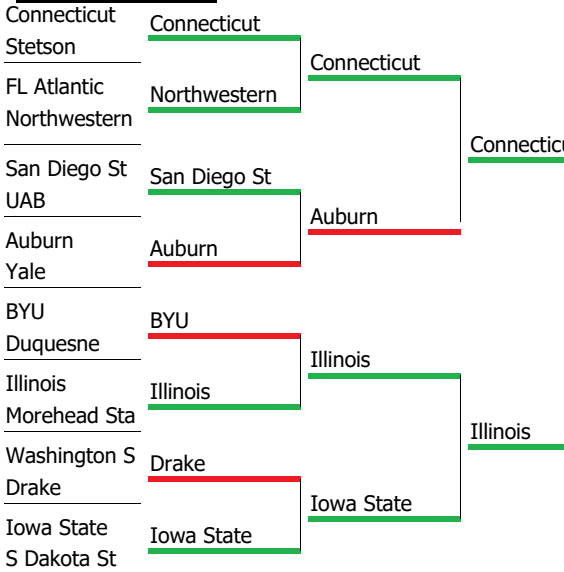 Connecticut
Stetson
FL Atlantic
Northwestern
San Diego St
UAB
Auburn
Yale
BYU
Duquesne
Illinois
Morehead Sta
Washington S
Drake
Iowa State
S Dakota St
Connecticut
Northwestern
San Diego St
Auburn
BYU
Illinois
Drake
Iowa State
Connecticut
Auburn
Illinois
Iowa State
Connecticu
Illinois